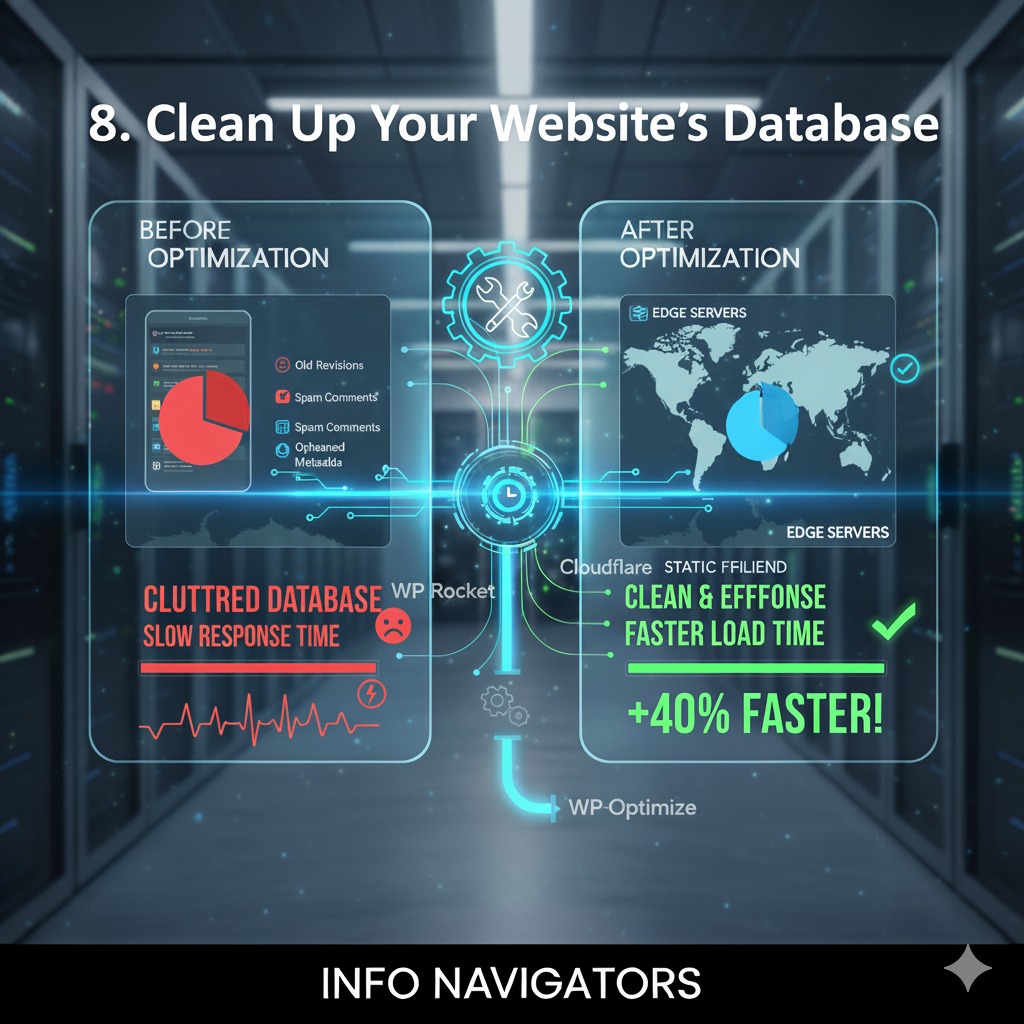 8. Clean Up Your Website's Database
BEFORE
OPTIMIZATION
Old Revisions
Spam Comments
Spam Comments
Opheaned
Metsalda
CLUTTRED DATABASE
SLOW RESPONSE TIME
WP Rocket
AFTER
OPTIMIZATION
EDGE SERVERS
EDGE SERVERS
Cloudflare
STATIC FFILIEND
CLEAN & EFFFONSE
FASTER LOAD TIME
+40% FASTER!
WP-Optimize
INFO NAVIGATORS